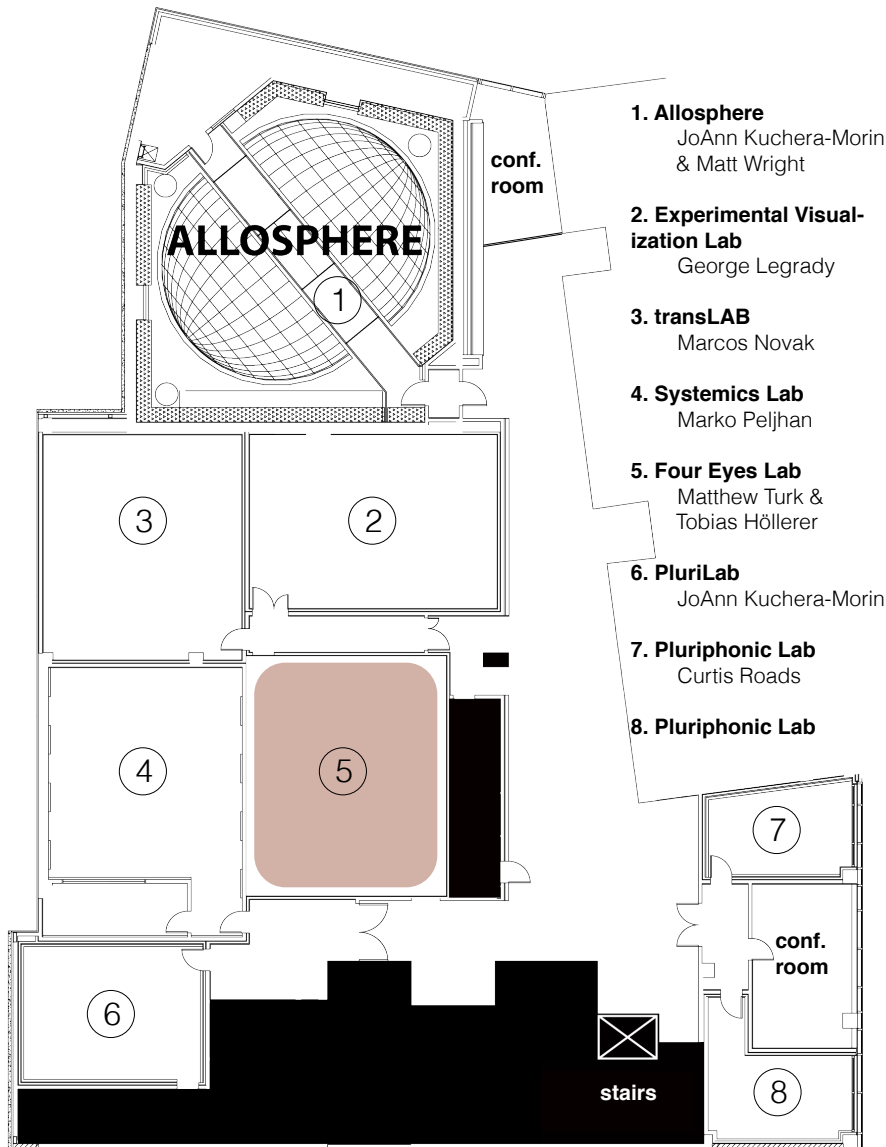 conf.
room
ALLOSPHERE
1
3
2
4
5
6
7
conf.
room
8
stairs
1. Allosphere
JoAnn Kuchera-Morin
& Matt Wright
2. Experimental Visual-
ization Lab
George Legrady
3. transLAB
Marcos Novak
4. Systemics Lab
Marko Peljhan
5. Four Eyes Lab
Matthew Turk &
Tobias Höllerer
6. PluriLab
JoAnn Kuchera-Morin
7. Pluriphonic Lab
Curtis Roads
8. Pluriphonic Lab